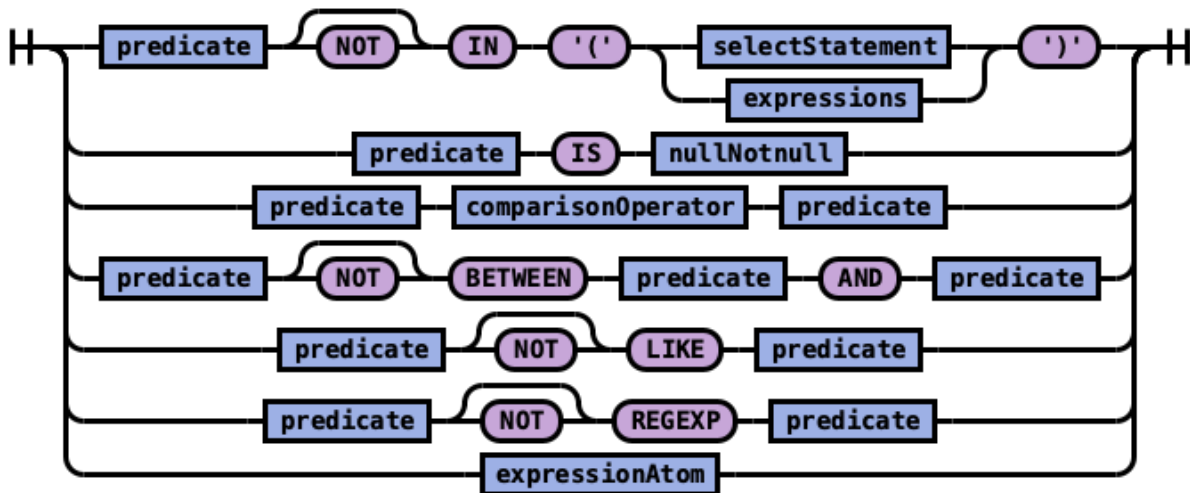 predicate NOT IN '(' selectStatement ')'
expressions
predicate IS nullNotnull
predicate comparisonOperator predicate
predicate NOT BETWEEN predicate AND predicate
predicate NOT LIKE predicate
predicate NOT REGEXP predicate
expressionAtom